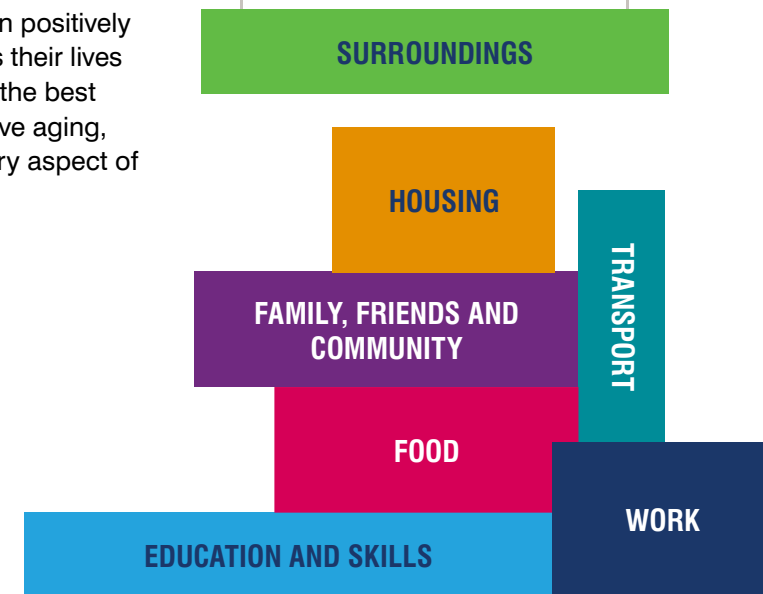 n positively
s their lives
the best
ve aging,
ry aspect of
SURROUNDINGS
HOUSING
TRANSPORT
FAMILY, FRIENDS AND
COMMUNITY
FOOD
WORK
EDUCATION AND SKILLS